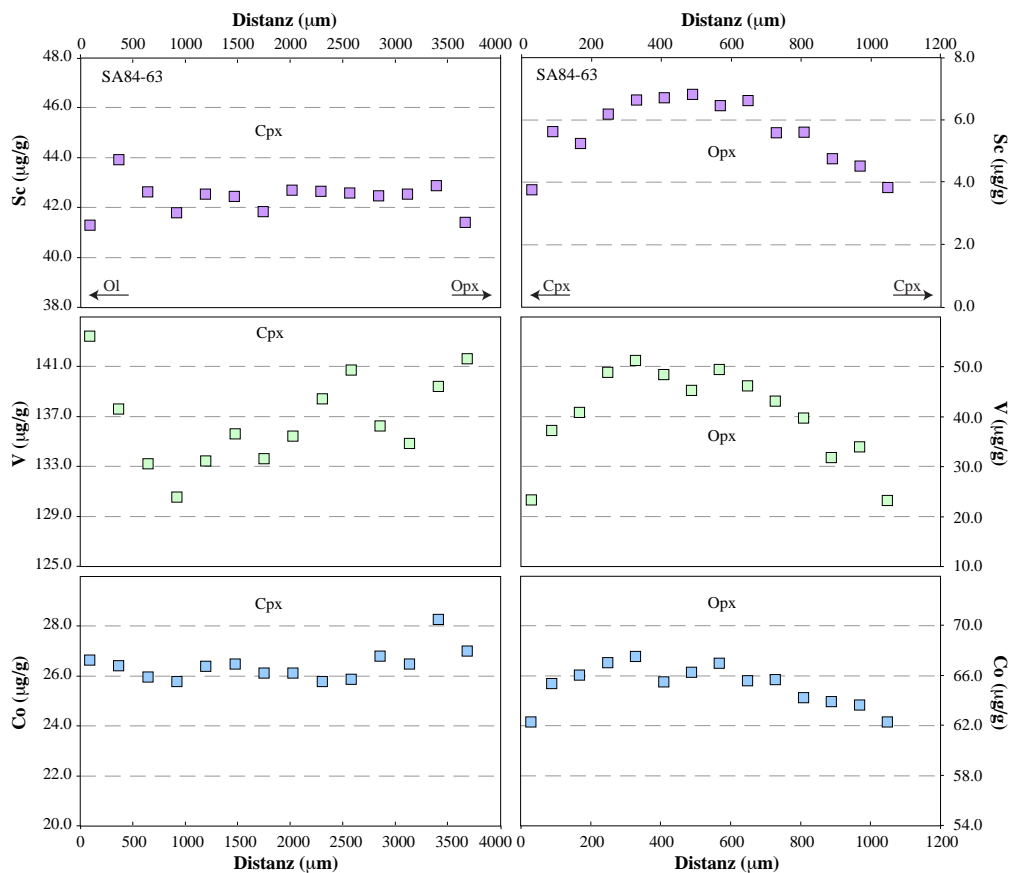 Distanz (µm)
Distanz (µm)
0 500 1000 1500 2000 2500 3000 3500 4000
0 200 400 600 800 1000 1200
48.0
46.0
44.0
42.0
40.0
38.0
Sc (µg/g)
SA84-63
Cpx
Ol
Opx
SA84-63
Opx
Cpx
Cpx
8.0
6.0
4.0
2.0
0.0
Sc (µg/g)
141.0
137.0
133.0
129.0
125.0
V (µg/g)
Cpx
Opx
50.0
40.0
30.0
20.0
10.0
V (µg/g)
28.0
26.0
24.0
22.0
20.0
Co (µg/g)
Cpx
Opx
70.0
66.0
62.0
58.0
54.0
Co (µg/g)
0 500 1000 1500 2000 2500 3000 3500 4000
0 200 400 600 800 1000 1200
Distanz (µm)
Distanz (µm)